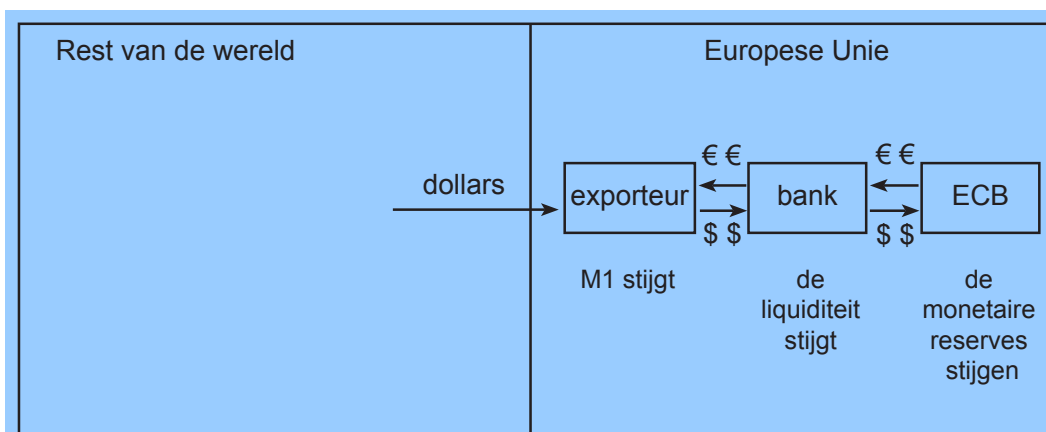 Rest van de wereld
Europese Unie
dollars
exporteur
€ €
$ $
bank
€ €
$ $
ECB
M1 stijgt
de
liquiditeit
stijgt
de
monetaire
reserves
stijgen